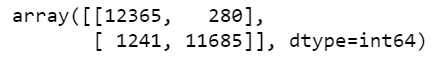 array([[12365,   280],
       [ 1241, 11685]], dtype=int64)